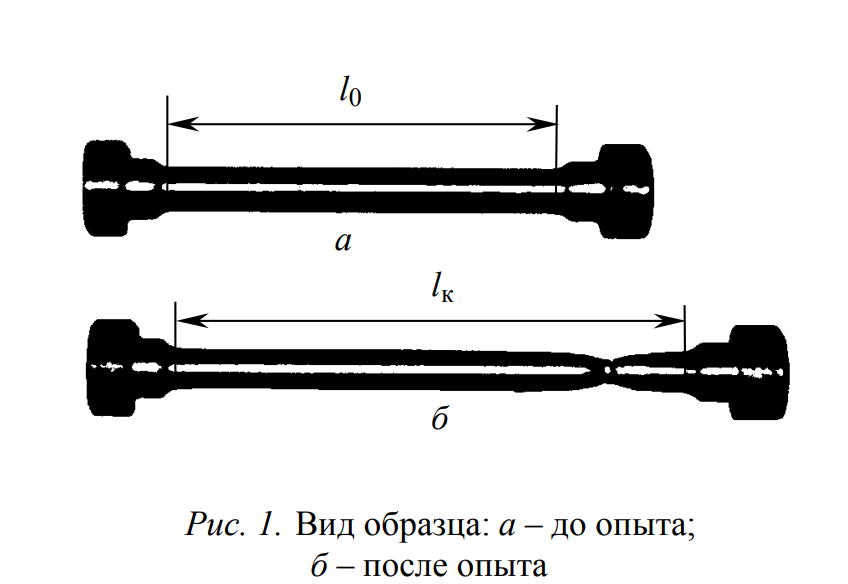 l0
а
lк
б
Рис. 1. Вид образца: а – до опыта;
б – после опыта